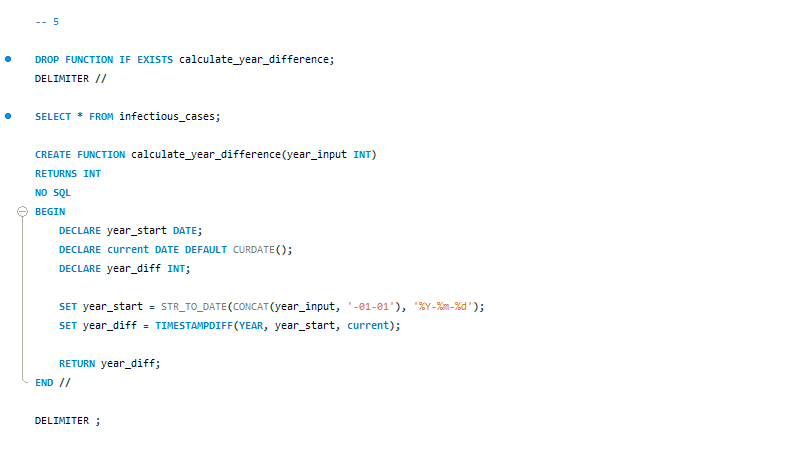 -- 5
DROP FUNCTION IF EXISTS calculate_year_difference;
DELIMITER //
SELECT * FROM infectious_cases;
CREATE FUNCTION calculate_year_difference(year_input INT)
RETURNS INT
NO SQL
BEGIN
DECLARE year_start DATE;
DECLARE current DATE DEFAULT CURDATE();
DECLARE year_diff INT;
SET year_start = STR_TO_DATE(CONCAT(year_input, '-01-01'), '%Y-%m-%d');
SET year_diff = TIMESTAMPDIFF(YEAR, year_start, current);
RETURN year_diff;
END //
DELIMITER ;